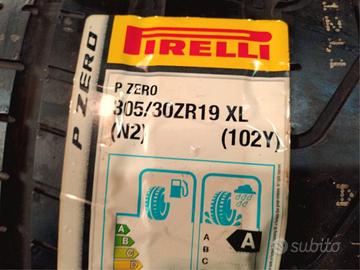 PIRELLI
P ZERO
P ZERO
305/30ZR19 XL
(N2) (102Y)
A
B
C
D
A
B
C
A
subito